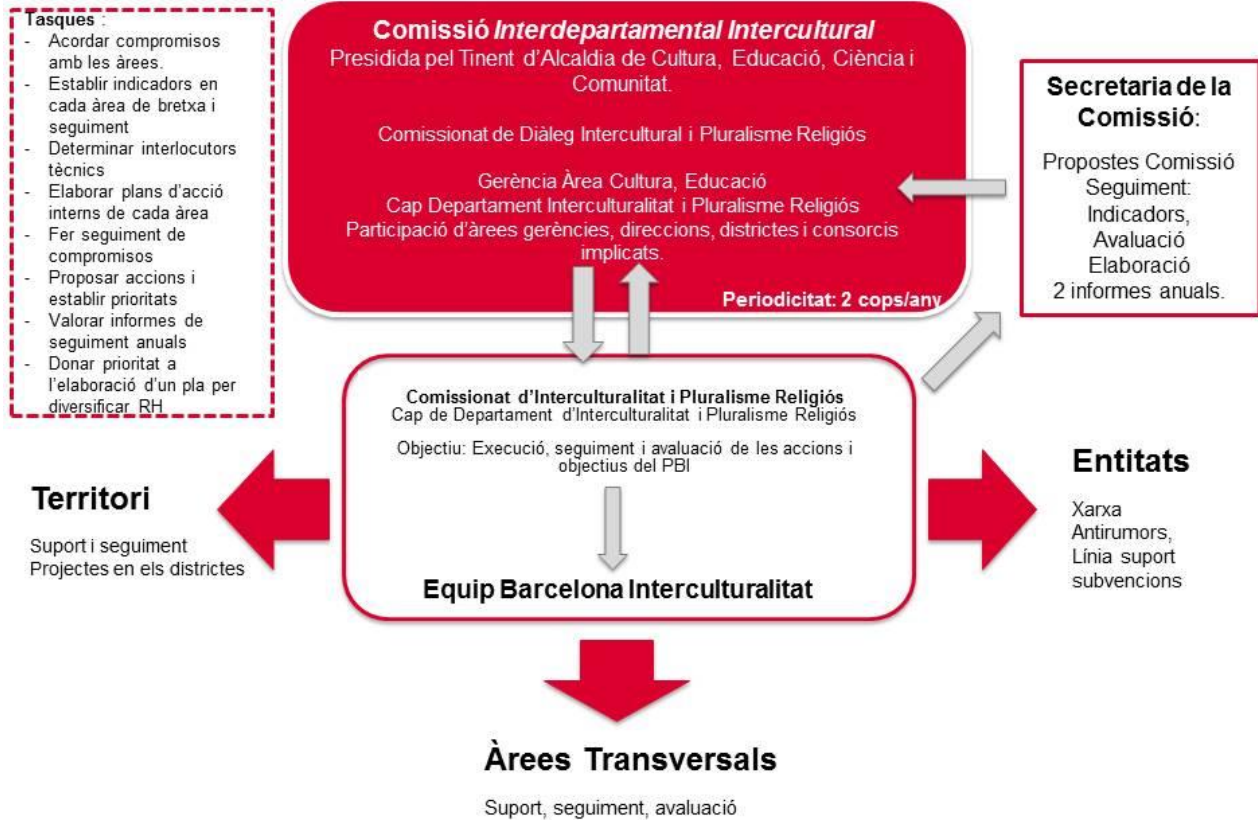 Tasques :
- Acordar compromisos
amb les àrees.
- Establir indicadors en
cada àrea de bretxa i
seguiment
- Determinar interlocutors
tècnics
- Elaborar plans d'acció
interns de cada àrea
- Fer seguiment de
compromisos
- Proposar accions i
establir prioritats
- Valorar informes de
seguiment anuals
- Donar prioritat a
l'elaboració d'un pla per
diversificar RH
Comissió Interdepartamental Intercultural
Presidida pel Tinent d'Alcaldia de Cultura, Educació, Ciència i
Comunitat.
Comissionat de Diàleg Intercultural i Pluralisme Religiós
Gerència Àrea Cultura, Educació
Cap Departament Interculturalitat i Pluralisme Religiós
Participació d'àrees gerències, direccions, districtes i consorcis
implicats.
Periodicitat: 2 cops/any
Secretaria de la
Comissió:
Propostes Comissió
Seguiment:
Indicadors,
Avaluació
Elaboració
2 informes anuals.
Comissionat d'Interculturalitat i Pluralisme Religiós
Cap de Departament d'Interculturalitat i Pluralisme Religiós
Objectiu: Execució, seguiment i avaluació de les accions i
objectius del PBI
Equip Barcelona Interculturalitat
Territori
Suport i seguiment
Projectes en els districtes
Entitats
Xarxa
Antirumors,
Línia suport
subvencions
Àrees Transversals
Suport, seguiment, avaluació